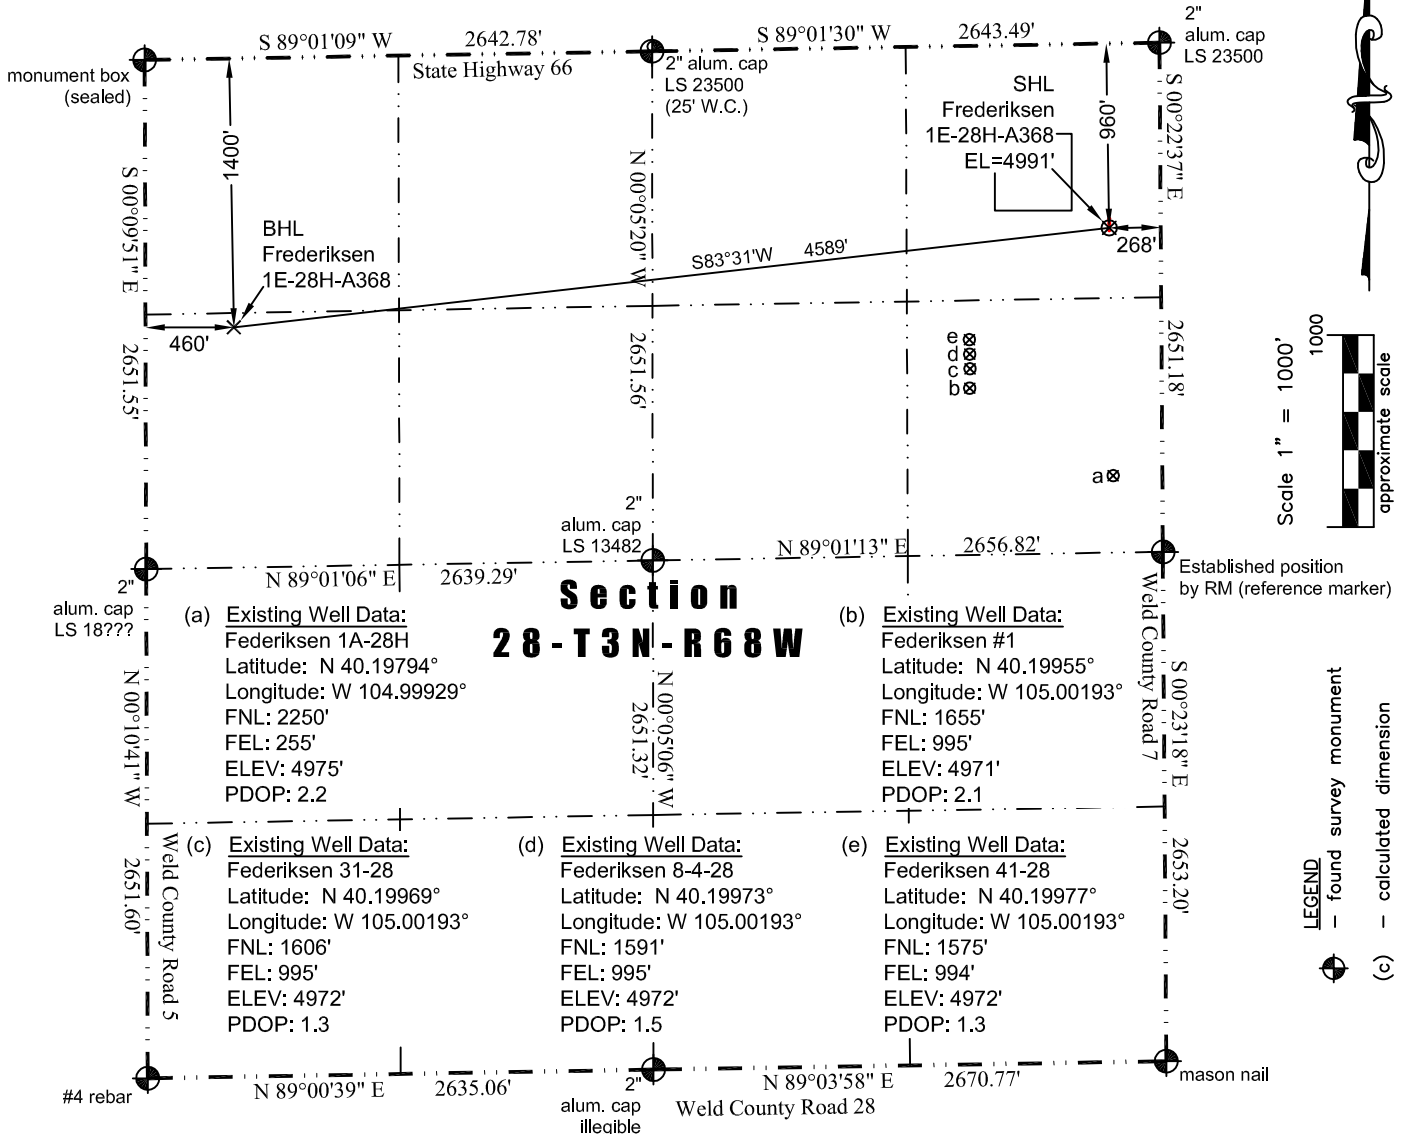 S 89°01'09" W 2642.78'
State Highway 66
S 89°01'30" W 2643.49'
2"
alum. cap
LS 23500
monument box
(sealed)
2" alum. cap
LS 23500
(25' W.C.)
SHL
Frederiksen
1E-28H-A368
EL=4991'
960'
268'
S 00°22'37" E
2651.18'
1400'
S 00°09'51" E
2651.55'
BHL
Frederiksen
1E-28H-A368
460'
N 00°05'20" W
2651.56'
S83°31'W 4589'
e
d
c
b
a
Scale 1" = 1000'
1000
approximate scale
2"
alum. cap
LS 13482
N 89°01'13" E 2656.82'
N 89°01'06" E 2639.29'
Established position
by RM (reference marker)
2"
alum. cap
LS 18???
Section
28-T3N-R68W
(a) Existing Well Data:
Federiksen 1A-28H
Latitude: N 40.19794°
Longitude: W 104.99929°
FNL: 2250'
FEL: 255'
ELEV: 4975'
PDOP: 2.2
(b) Existing Well Data:
Federiksen #1
Latitude: N 40.19955°
Longitude: W 105.00193°
FNL: 1655'
FEL: 995'
ELEV: 4971'
PDOP: 2.1
N 00°10'41" W
2651.60'
Weld County Road 5
N 00°05'06" W
2651.32'
Weld County Road 7
S 00°23'18" E
2653.20'
(c) Existing Well Data:
Federiksen 31-28
Latitude: N 40.19969°
Longitude: W 105.00193°
FNL: 1606'
FEL: 995'
ELEV: 4972'
PDOP: 1.3
(d) Existing Well Data:
Federiksen 8-4-28
Latitude: N 40.19973°
Longitude: W 105.00193°
FNL: 1591'
FEL: 995'
ELEV: 4972'
PDOP: 1.5
(e) Existing Well Data:
Federiksen 41-28
Latitude: N 40.19977°
Longitude: W 105.00193°
FNL: 1575'
FEL: 994'
ELEV: 4972'
PDOP: 1.3
LEGEND
- found survey monument
(c) - calculated dimension
#4 rebar
N 89°00'39" E 2635.06'
2"
alum. cap
illegible
N 89°03'58" E 2670.77'
Weld County Road 28
mason nail